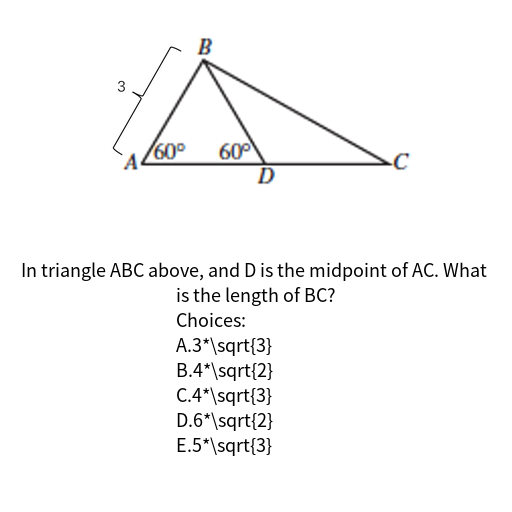 B
3
60° 60°
A C
D
In triangle ABC above, and D is the midpoint of AC. What
is the length of BC?
Choices:
A.3*\sqrt{3}
B.4*\sqrt{2}
C.4*\sqrt{3}
D.6*\sqrt{2}
E.5*\sqrt{3}